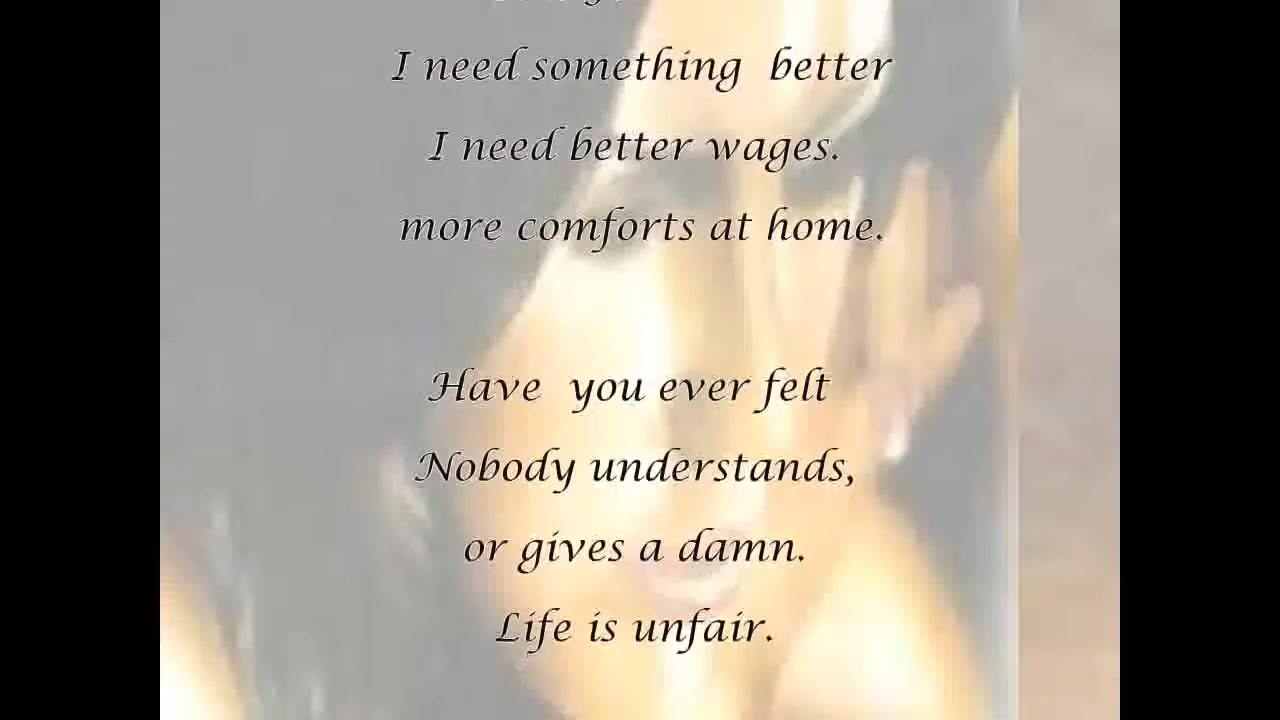 I need something better
I need better wages.
more comforts at home.
Have you ever felt
Nobody understands,
or gives a damn.
Life is unfair.